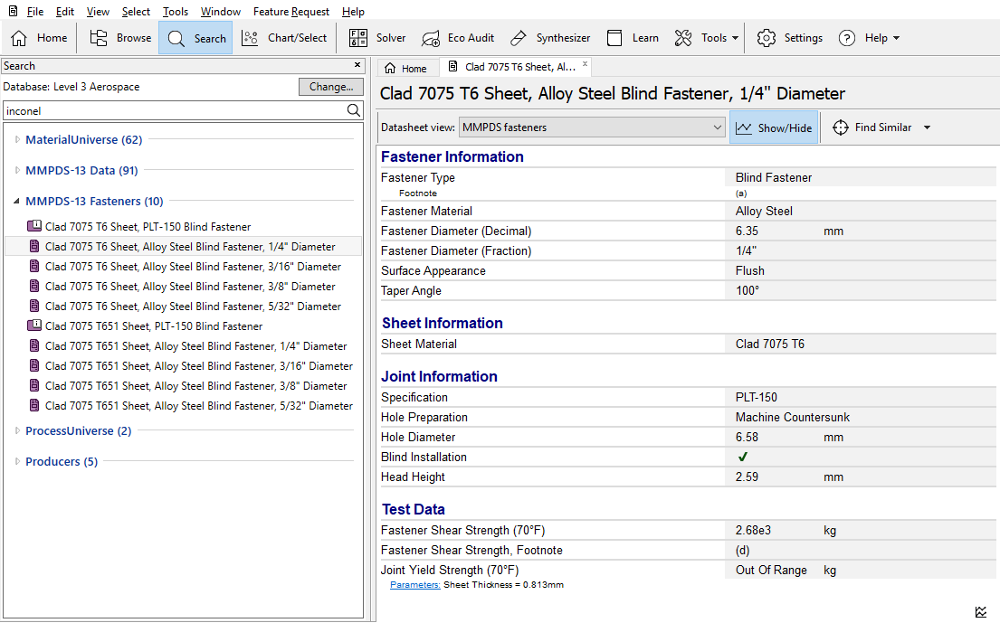 File Edit View Select Tools Window Feature Request Help
Home Browse Search Chart/Select Solver Eco Audit Synthesizer Learn Tools Settings Help
Search
Database: Level 3 Aerospace Change...
inconel
MaterialUniverse (62)
MMPDS-13 Data (91)
MMPDS-13 Fasteners (10)
Clad 7075 T6 Sheet, PLT-150 Blind Fastener
Clad 7075 T6 Sheet, Alloy Steel Blind Fastener, 1/4" Diameter
Clad 7075 T6 Sheet, Alloy Steel Blind Fastener, 3/16" Diameter
Clad 7075 T6 Sheet, Alloy Steel Blind Fastener, 3/8" Diameter
Clad 7075 T6 Sheet, Alloy Steel Blind Fastener, 5/32" Diameter
Clad 7075 T651 Sheet, PLT-150 Blind Fastener
Clad 7075 T651 Sheet, Alloy Steel Blind Fastener, 1/4" Diameter
Clad 7075 T651 Sheet, Alloy Steel Blind Fastener, 3/16" Diameter
Clad 7075 T651 Sheet, Alloy Steel Blind Fastener, 3/8" Diameter
Clad 7075 T651 Sheet, Alloy Steel Blind Fastener, 5/32" Diameter
ProcessUniverse (2)
Producers (5)
Home Clad 7075 T6 Sheet, Al...
Clad 7075 T6 Sheet, Alloy Steel Blind Fastener, 1/4" Diameter
Datasheet view: MMPDS fasteners Show/Hide Find Similar
Fastener Information
Fastener Type Blind Fastener
Footnote (a)
Fastener Material Alloy Steel
Fastener Diameter (Decimal) 6.35 mm
Fastener Diameter (Fraction) 1/4"
Surface Appearance Flush
Taper Angle 100°
Sheet Information
Sheet Material Clad 7075 T6
Joint Information
Specification PLT-150
Hole Preparation Machine Countersunk
Hole Diameter 6.58 mm
Blind Installation ✔
Head Height 2.59 mm
Test Data
Fastener Shear Strength (70°F) 2.68e3 kg
Fastener Shear Strength, Footnote (d)
Joint Yield Strength (70°F) Out Of Range kg
Parameters: Sheet Thickness = 0.813mm